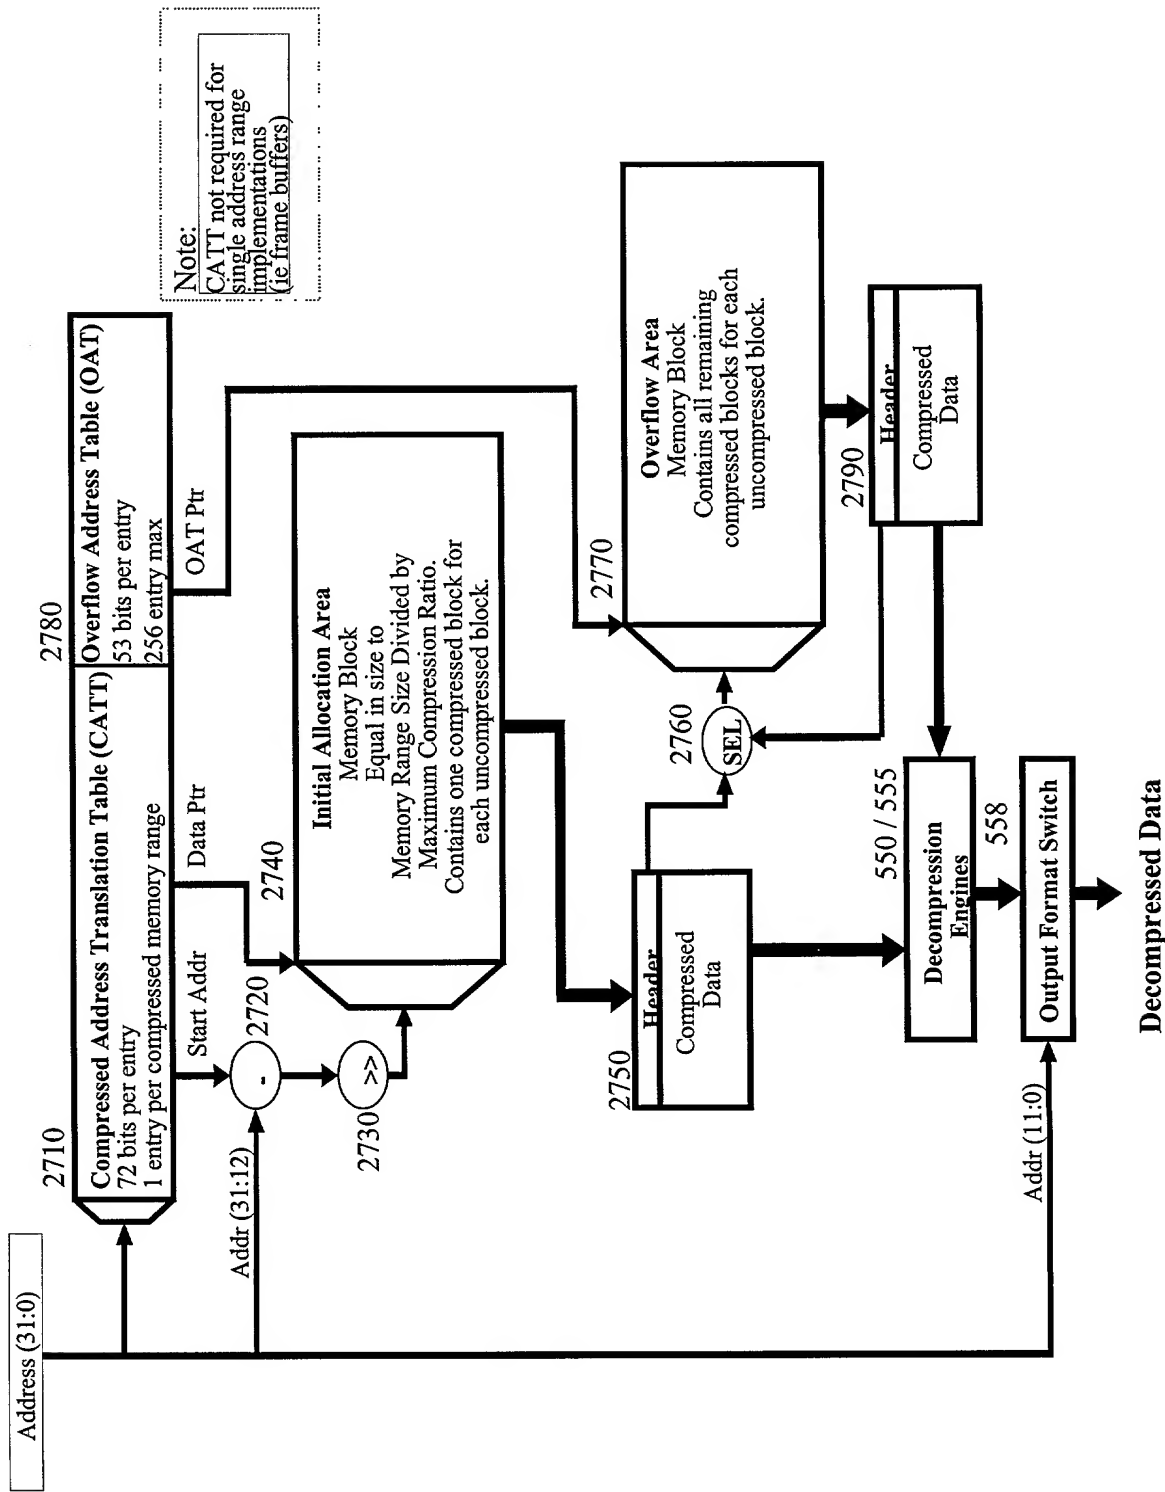 Address (31:0)
2710
Compressed Address Translation Table (CATT)
72 bits per entry
1 entry per compressed memory range
2780
Overflow Address Table (OAT)
53 bits per entry
256 entry max
Note:
CATT not required for
single address range
implementations
(ie frame buffers)
Start Addr
Data Ptr
OAT Ptr
Addr (31:12)
-
2720
>>
2730
2740
Initial Allocation Area
Memory Block
Equal in size to
Memory Range Size Divided by
Maximum Compression Ratio.
Contains one compressed block for
each uncompressed block.
2770
Overflow Area
Memory Block
Contains all remaining
compressed blocks for each
uncompressed block.
2750
Header
Compressed
Data
2760
SEL
2790
Header
Compressed
Data
550 / 555
Decompression
Engines
558
Output Format Switch
Addr (11:0)
Decompressed Data